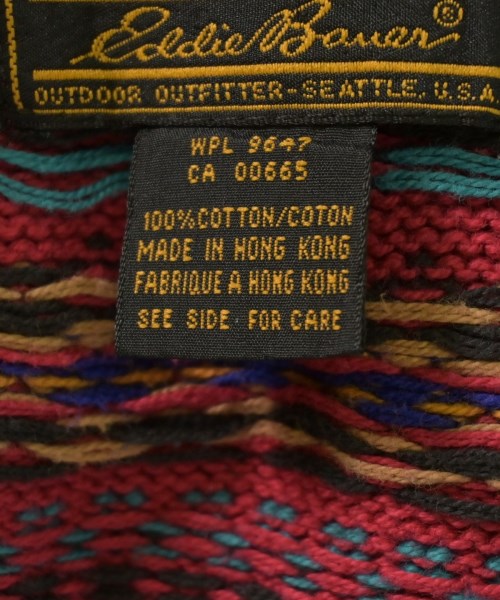 Eddie Bauer®
OUTDOOR OUTFITTER-SEATTLE, U.S.A
WPL 9647
CA 00665
100%COTTON/COTON
MADE IN HONG KONG
FABRIQUE A HONG KONG
SEE SIDE · FOR CARE